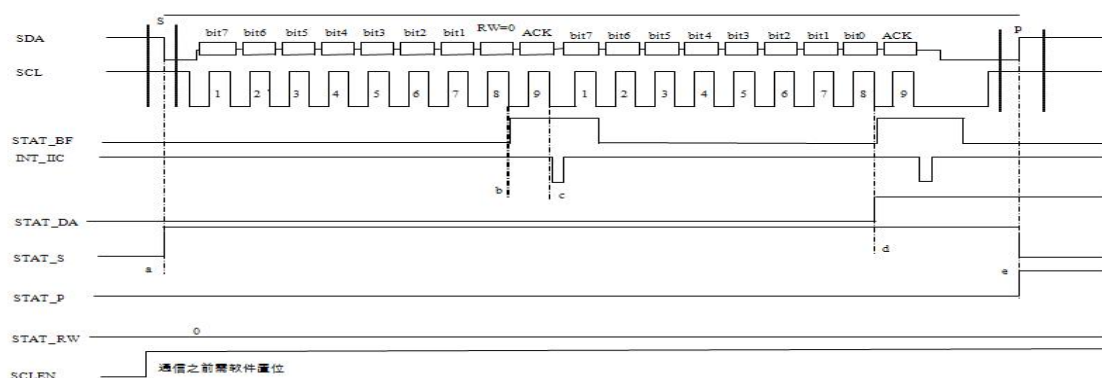 S RW=0 P
bit7 bit6 bit5 bit4 bit3 bit2 bit1 ACK bit7 bit6 bit5 bit4 bit3 bit2 bit1 bit0 ACK
SDA
SCL
1 2 3 4 5 6 7 8 9 1 2 3 4 5 6 7 8 9
STAT_BF
INT_IIC
b c
STAT_DA
d
STAT_S
a e
STAT_P
0
STAT_RW
通信之前需软件置位
SCLEN